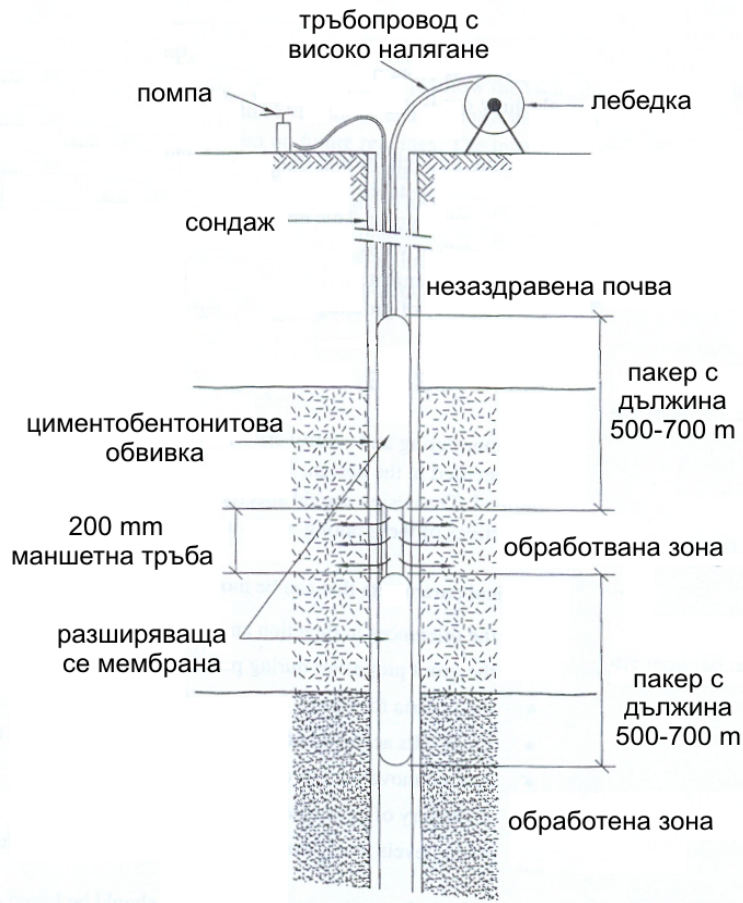 тръбопровод с
високо налягане
помпа
лебедка
сондаж
незаздравена почва
пакер с
дължина
500-700 m
циментобентонитова
обвивка
200 mm
маншетна тръба
обработвана зона
разширяваща
се мембрана
пакер с
дължина
500-700 m
обработена зона